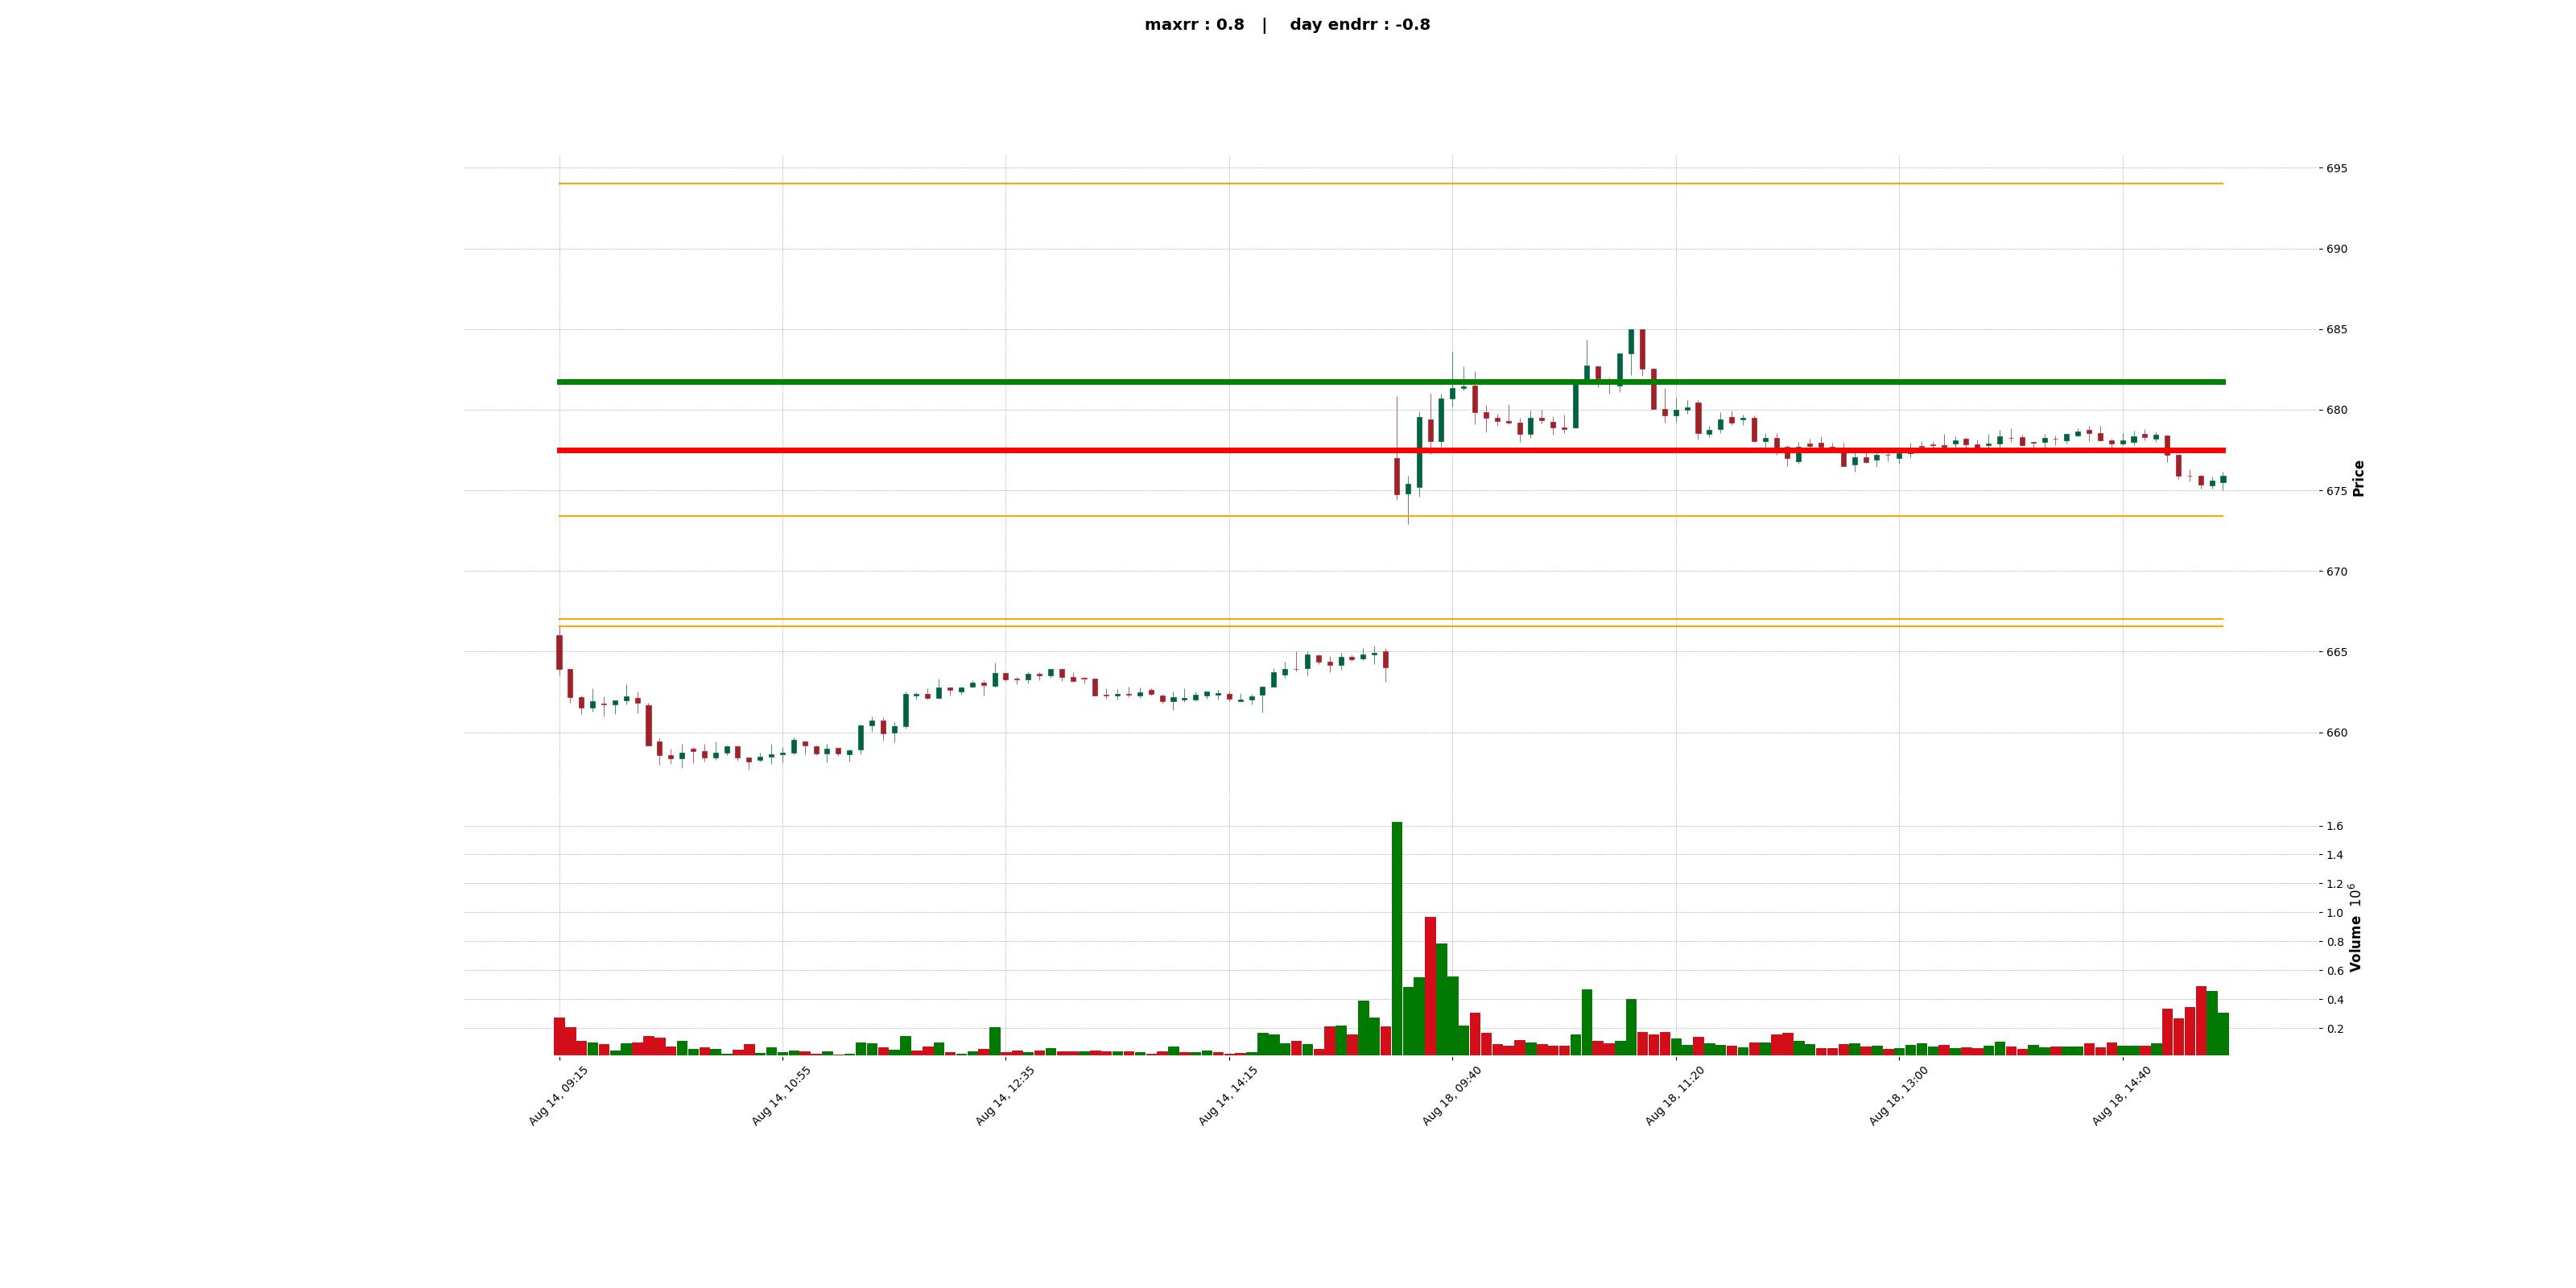 maxrr : 0.8 | day endrr : -0.8
695
690
685
680
675
670
665
660
Price
1.6
1.4
1.2
1.0
0.8
0.6
0.4
0.2
Volume 10^6
Aug 14, 09:15
Aug 14, 10:55
Aug 14, 12:35
Aug 14, 14:15
Aug 18, 09:40
Aug 18, 11:20
Aug 18, 13:00
Aug 18, 14:40